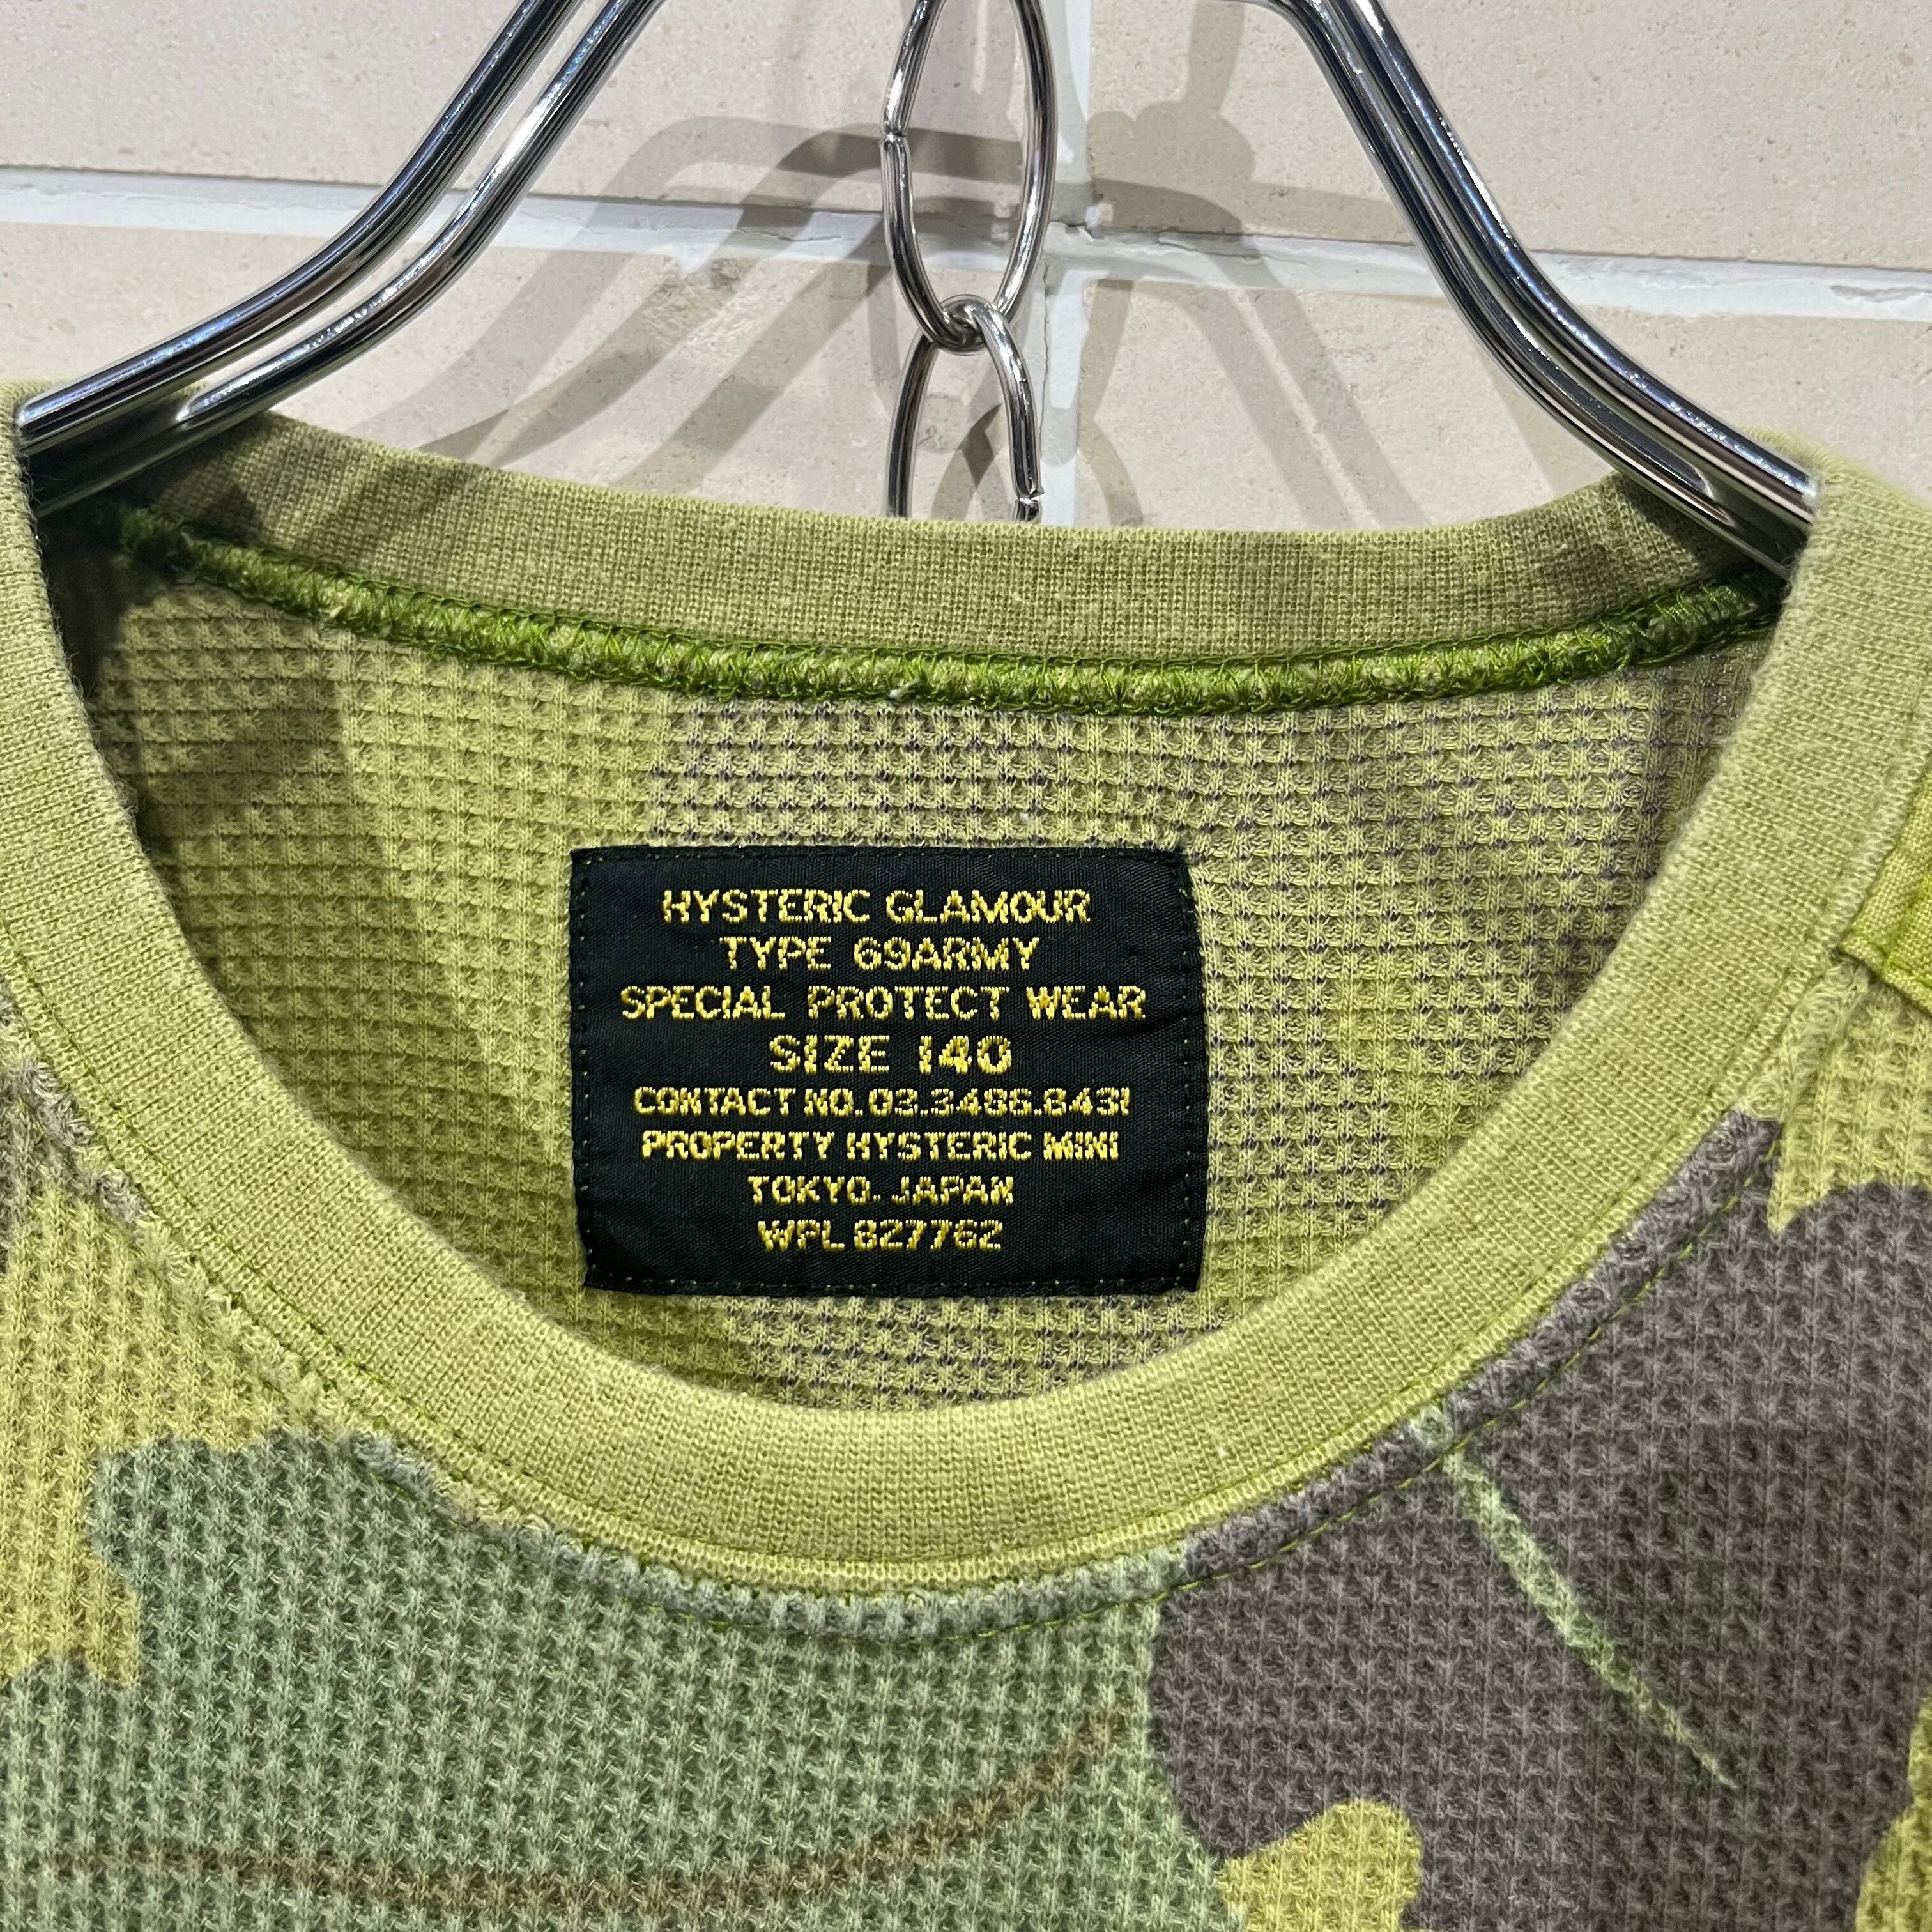 HYSTERIC GLAMOUR
TYPE 69ARMY
SPECIAL PROTECT WEAR
SIZE 140
CONTACT NO. 03.3486.8431
PROPERTY HYSTERIC MINI
TOKYO. JAPAN
WPL 827762